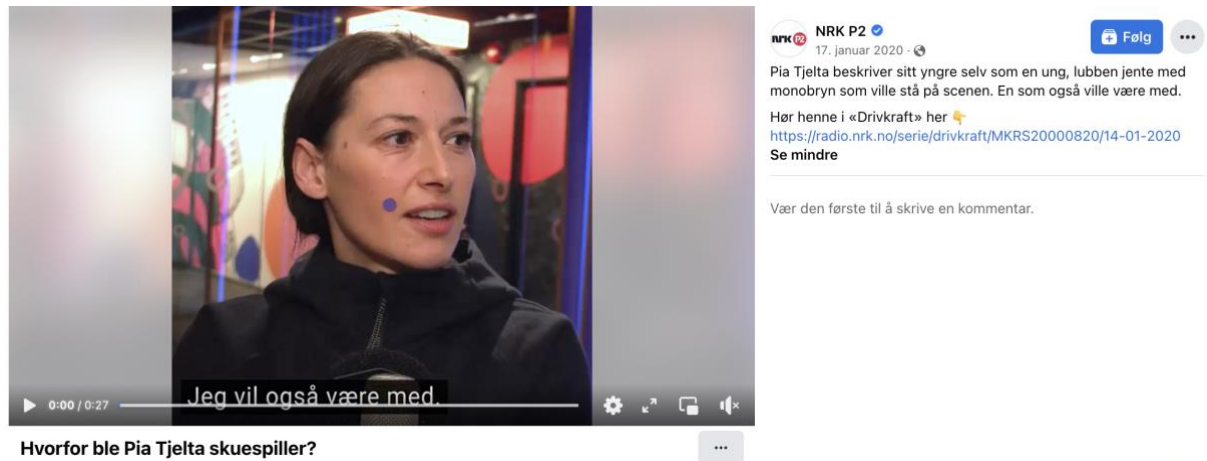 Jeg vil også være med.
0:00 / 0:27
Hvorfor ble Pia Tjelta skuespiller?
nrk P2
NRK P2
Følg
17. januar 2020 ·
Pia Tjelta beskriver sitt yngre selv som en ung, lubben jente med
monobryn som ville stå på scenen. En som også ville være med.
Hør henne i «Drivkraft» her 👇
https://radio.nrk.no/serie/drivkraft/MKRS20000820/14-01-2020
Se mindre
Vær den første til å skrive en kommentar.